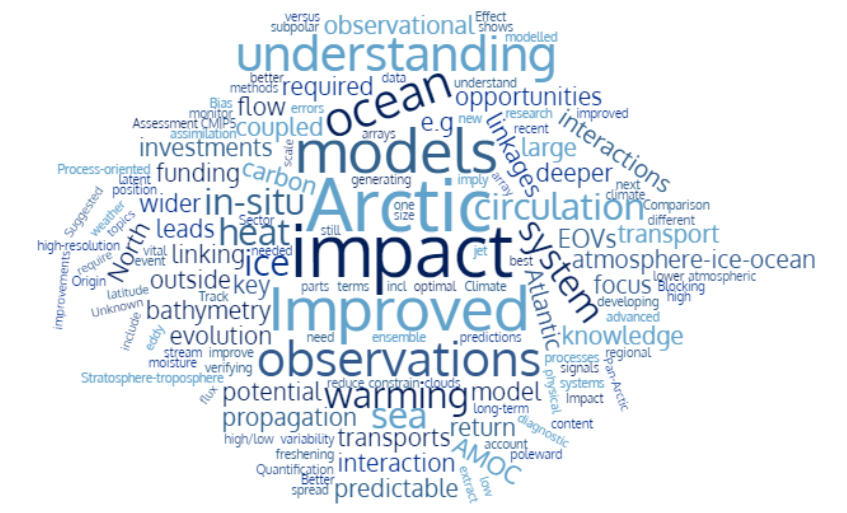 versus
Effect
subpolar
observational
shows
modelled
understanding
better
data
understand
methods
required
ocean
opportunities
Bias
flow
errors
e.g
new
research
improved
monitor
linkages
interactions
Assessment
CMIP5
coupled
recent
assimilation
arrays
investments
scale
models
large
Process-oriented
funding
carbon
generating
imply
array
deeper
next
latent
climate
position
Suggested
wider
in-situ
Arctic
one
size
circulation
Comparison
different
weather
topics
leads
Sector
heat
still
system
EOVs
transport
high-resolution
North
vital
linking
needed
ice
impact
jet
best
atmosphere-ice-ocean
require
event
Origin
outside
key
parts
terms
incl
optimal
Climate
Atlantic
focus
lower
atmospheric
Blocking
improvements
latitude
Track
developing
high
Unknown
bathymetry
Improved
advanced
include
eddy
evolution
need
ensemble
predictions
knowledge
stream
improve
observations
processes
regional
moisture
verifying
signals
Pan-Arctic
Stratosphere-troposphere
reduce
constrain-clouds
physical
systems
flux
potential
warming
model
Impact
propagation
sea
long-term
diagnostic
content
return
high/low
variability
transports
account
freshening
AMOC
poleward
Quantification
interaction
Better
extract
low
spread
predictable